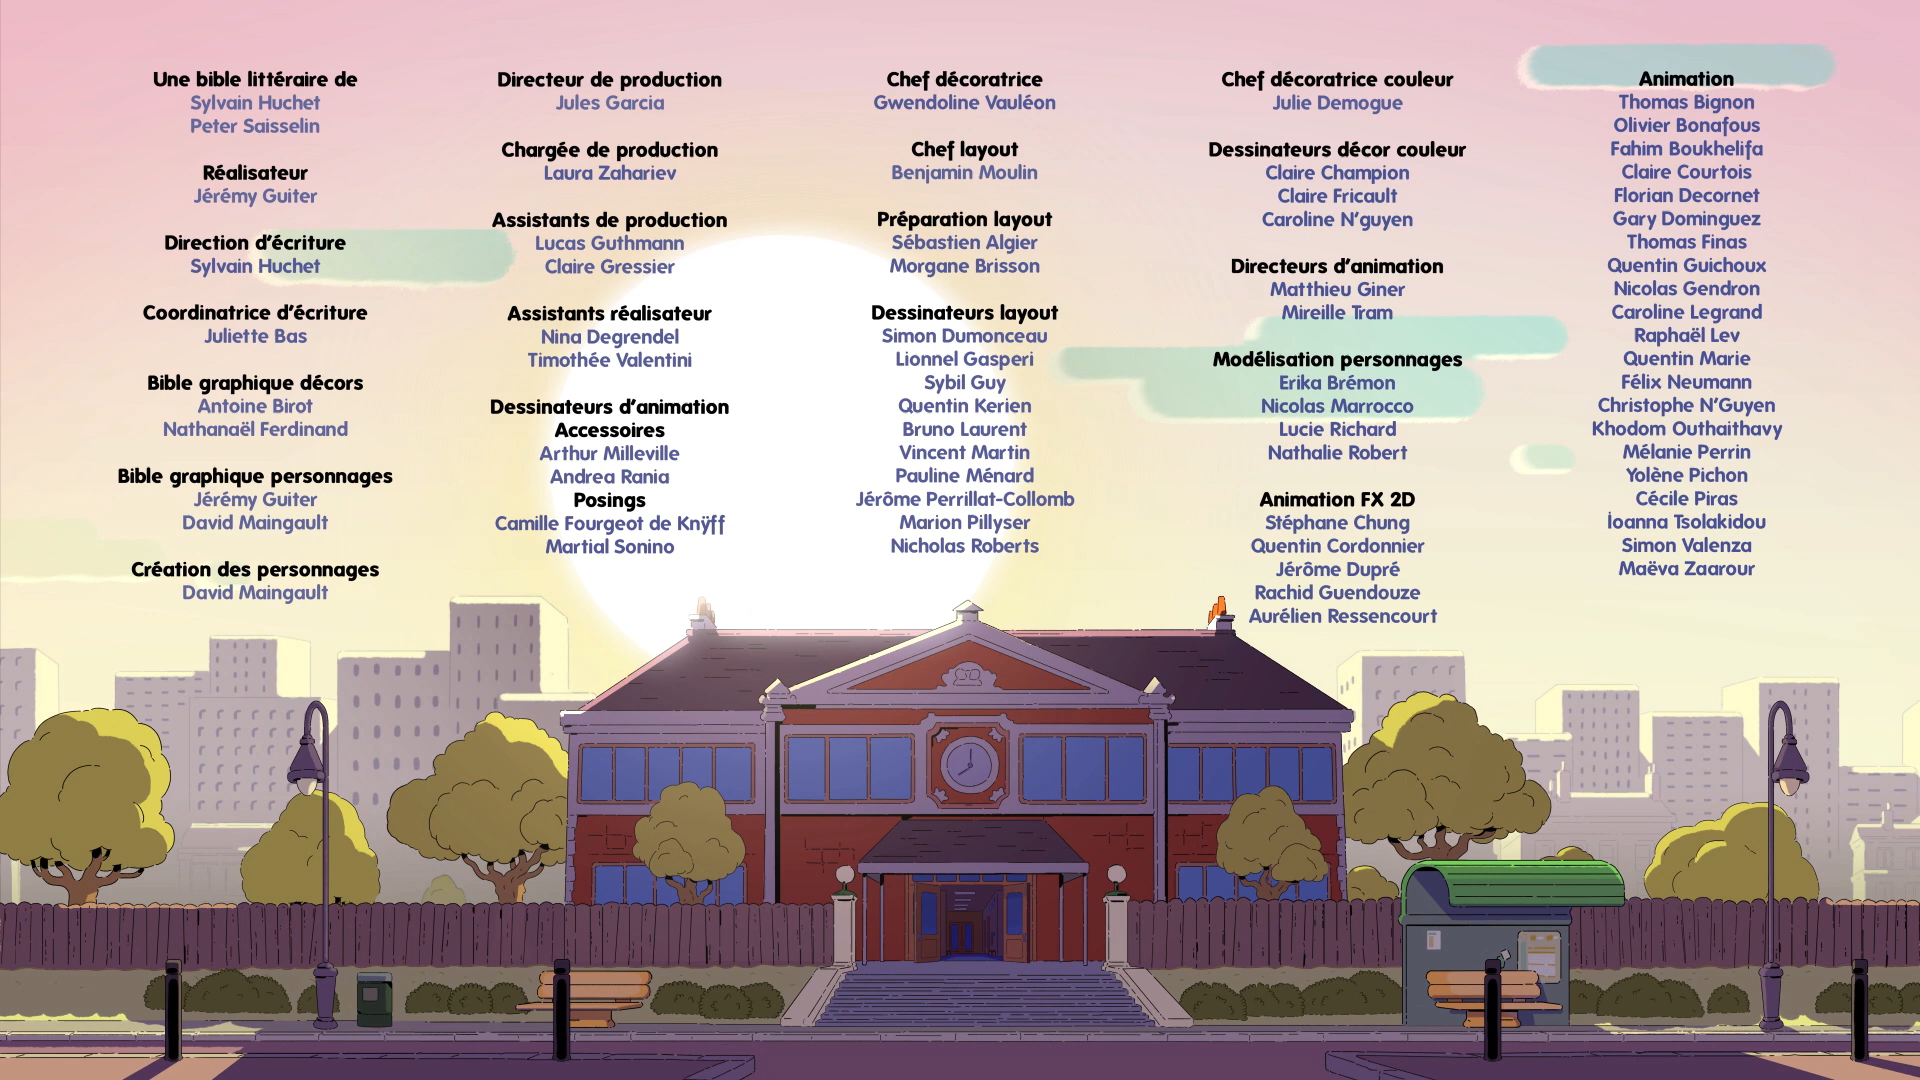 Une bible littéraire de
Sylvain Huchet
Peter Saisselin
Réalisateur
Jérémy Guiter
Direction d’écriture
Sylvain Huchet
Coordinatrice d’écriture
Juliette Bas
Bible graphique décors
Antoine Birot
Nathanaël Ferdinand
Bible graphique personnages
Jérémy Guiter
David Maingault
Création des personnages
David Maingault
Directeur de production
Jules Garcia
Chargée de production
Laura Zahariev
Assistants de production
Lucas Guthmann
Claire Gressier
Assistants réalisateur
Nina Degrendel
Timothée Valentini
Dessinateurs d’animation
Accessoires
Arthur Milleville
Andrea Rania
Posings
Camille Fourgeot de Knÿff
Martial Sonino
Chef décoratrice
Gwendoline Vauléon
Chef layout
Benjamin Moulin
Préparation layout
Sébastien Algier
Morgane Brisson
Dessinateurs layout
Simon Dumonceau
Lionnel Gasperi
Sybil Guy
Quentin Kerien
Bruno Laurent
Vincent Martin
Pauline Ménard
Jérôme Perrillat-Collomb
Marion Pillyser
Nicholas Roberts
Chef décoratrice couleur
Julie Demogue
Dessinateurs décor couleur
Claire Champion
Claire Fricault
Caroline N’guyen
Directeurs d’animation
Matthieu Giner
Mireille Tram
Modélisation personnages
Erika Brémon
Nicolas Marrocco
Lucie Richard
Nathalie Robert
Animation FX 2D
Stéphane Chung
Quentin Cordonnier
Jérôme Dupré
Rachid Guendouze
Aurélien Ressencourt
Animation
Thomas Bignon
Olivier Bonafous
Fahim Boukhelifa
Claire Courtois
Florian Decornet
Gary Dominguez
Thomas Finas
Quentin Guichoux
Nicolas Gendron
Caroline Legrand
Raphaël Lev
Quentin Marie
Félix Neumann
Christophe N’Guyen
Khodom Outhaithavy
Mélanie Perrin
Yolène Pichon
Cécile Piras
İoanna Tsolakidou
Simon Valenza
Maëva Zaarour